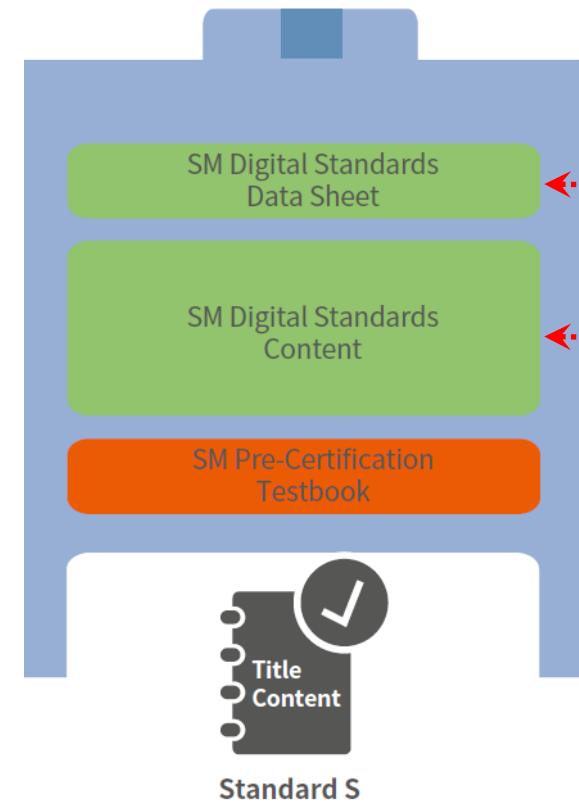 SM Digital Standards
Data Sheet
SM Digital Standards
Content
SM Pre-Certification
Testbook
Title
Content
Standard S